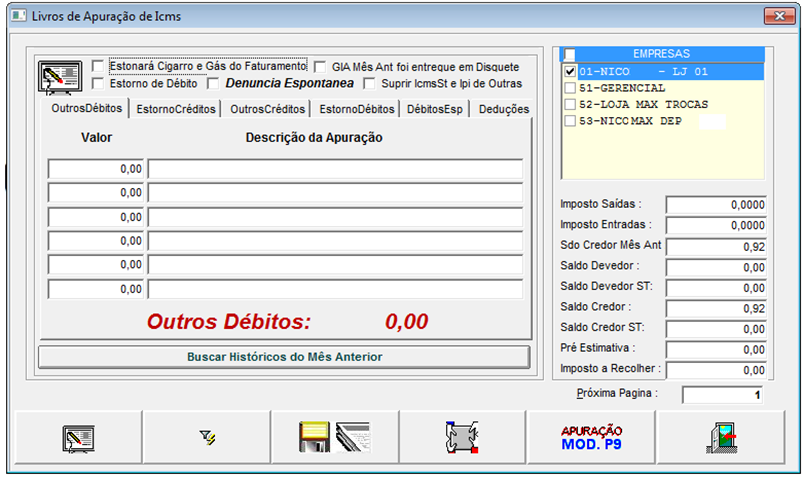 Livros de Apuração de Icms
Estonará Cigarro e Gás do Faturamento GIA Mês Ant foi entregue em Disquete
Estorno de Débito Denuncia Espontanea Suprir IcmsSt e Ipi de Outras
OutrosDébitos EstornoCréditos OutrosCréditos EstornoDébitos DébitosEsp Deduções
Valor Descrição da Apuração
0,00
0,00
0,00
0,00
0,00
0,00
Outros Débitos: 0,00
Buscar Históricos do Mês Anterior
EMPRESAS
01-NICO - LJ 01
51-GERENCIAL
52-LOJA MAX TROCAS
53-NICOMAX DEP
Imposto Saídas : 0,0000
Imposto Entradas : 0,0000
Sdo Credor Mês Ant 0,92
Saldo Devedor : 0,00
Saldo Devedor ST: 0,00
Saldo Credor : 0,92
Saldo Credor ST: 0,00
Pré Estimativa : 0,00
Imposto a Recolher : 0,00
Próxima Pagina : 1
APURAÇÃO
MOD. P9